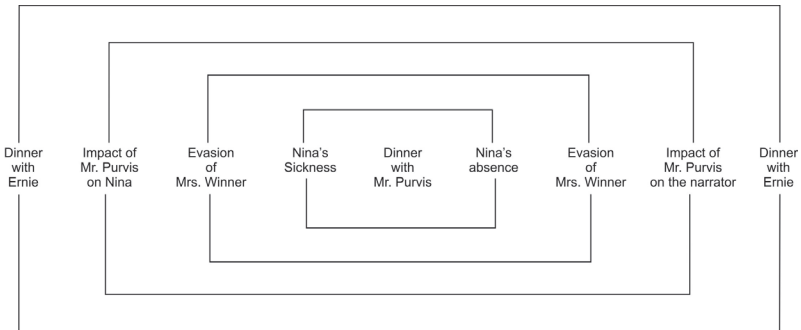 Dinner
with
Ernie
Impact of
Mr. Purvis
on Nina
Evasion
of
Mrs. Winner
Nina's
Sickness
Dinner
with
Mr. Purvis
Nina's
absence
Evasion
of
Mrs. Winner
Impact of
Mr. Purvis
on the narrator
Dinner
with
Ernie